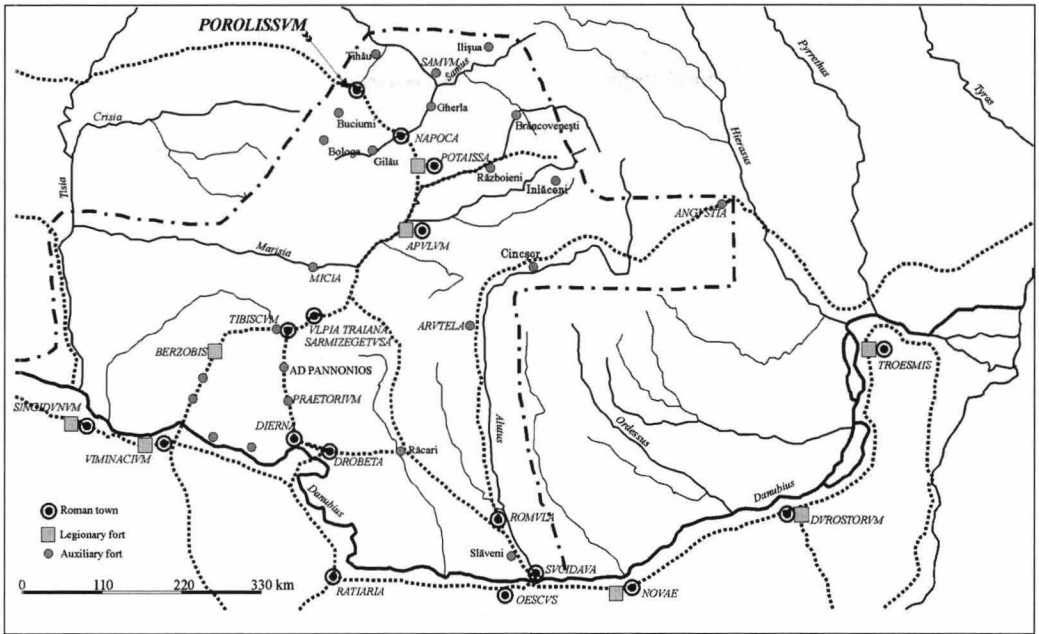 POROLISSVM
Tihău
Ilişua
SAMVM
Samus
Pyrrethus
Tyras
Crisia
Buciumi
Gherla
Brâncoveneşti
Hierasus
NAPOCA
Bologa
Gilău
POTAISSA
Războieni
Inlăceni
Tisia
ANGVSTIA
APVLVM
Marisia
Cincşor
MICIA
TIBISCVM
VLPIA TRAIANA
SARMIZEGETVSA
ARVTELA
BERZOBIS
TROESMIS
AD PANNONIOS
PRAETORIVM
SINGIDVNVM
DIERNA
Alutus
Ordessus
VIMINACIVM
DROBETA
Răcari
Danubius
Danubius
Roman town
ROMVLA
DVROSTORVM
Legionary fort
Auxiliary fort
Slăveni
SVCIDAVA
0 110 220 330 km
RATIARIA
OESCVS
NOVAE